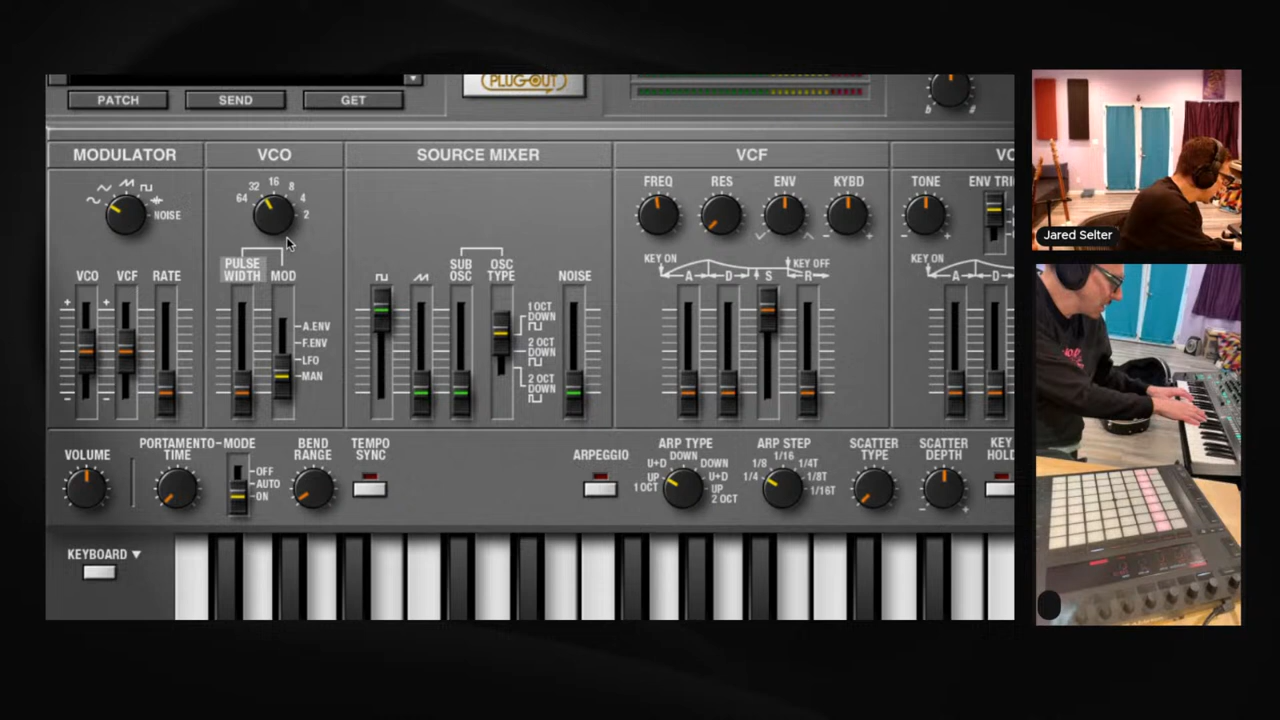 PLUG-OUT
PATCH
SEND
GET
MODULATOR
VCO
SOURCE MIXER
VCF
FREQ
RES
ENV
KYBD
TONE
NOISE
64
32
16
8
4
2
VCO
VCF
RATE
PULSE
WIDTH
MOD
A.ENV
F.ENV
LFO
MAN
SUB
OSC
OSC
TYPE
NOISE
1 OCT
DOWN
2 OCT
DOWN
2 OCT
DOWN
KEY ON
KEY OFF
A
D
S
R
KEY ON
A
D
VOLUME
PORTAMENTO-MODE
TIME
OFF
AUTO
ON
BEND
RANGE
TEMPO
SYNC
ARPEGGIO
ARP TYPE
DOWN
U+D
UP
1 OCT
DOWN
U+D
UP
2 OCT
ARP STEP
1/16
1/8
1/4
1/4T
1/8T
1/16T
SCATTER
TYPE
SCATTER
DEPTH
KEY
HOLD
KEYBOARD
Jared Selter